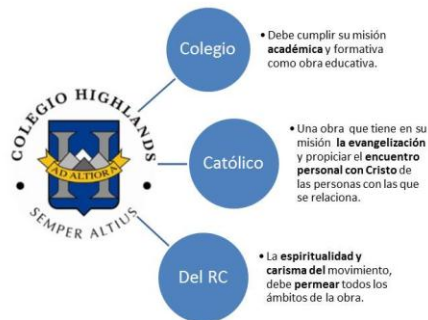 COLEGIO HIGHLANDS
AD ALTIORA
SEMPER ALTIUS
Colegio
• Debe cumplir su misión
académica y formativa
como obra educativa.
Católico
• Una obra que tiene en su
misión la evangelización
y propiciar el encuentro
personal con Cristo de
las personas con las que
se relaciona.
Del RC
• La espiritualidad y
carisma del movimiento,
debe permear todos los
ámbitos de la obra.